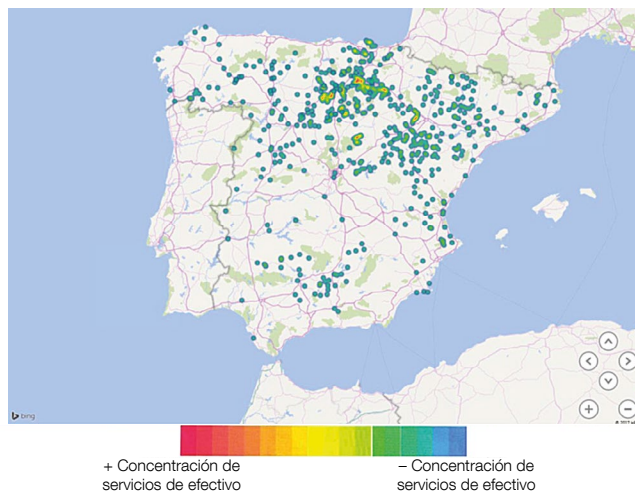 bing
+ Concentración de
servicios de efectivo
– Concentración de
servicios de efectivo